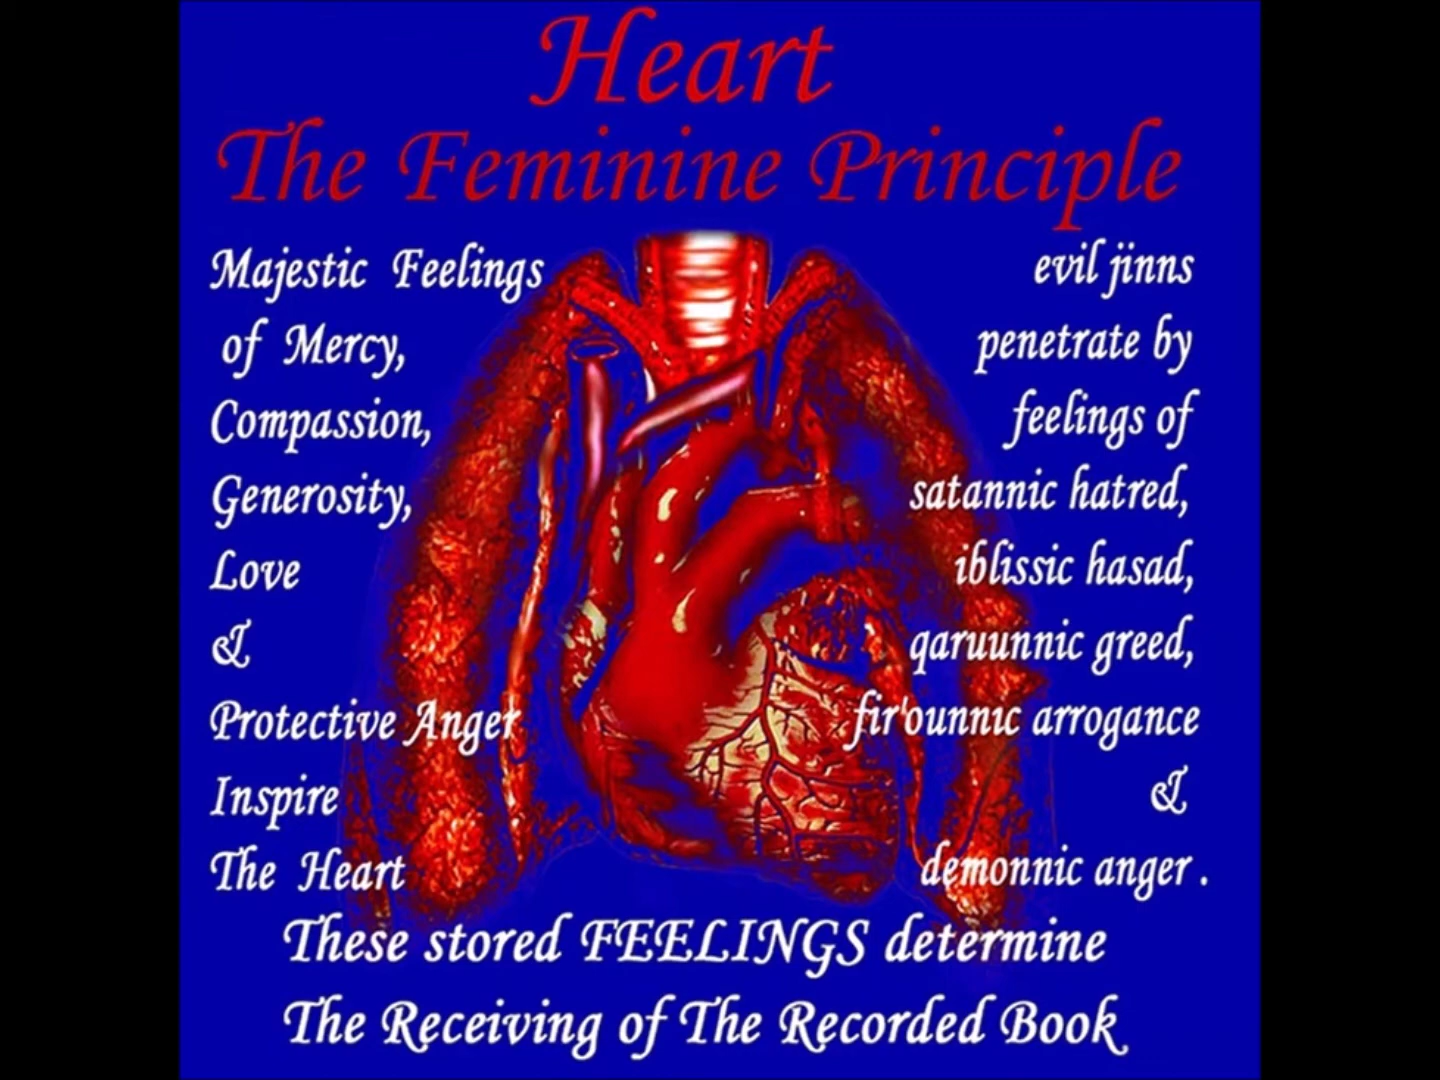 Heart
The Feminine Principle
Majestic Feelings
of Mercy,
Compassion,
Generosity,
Love
&
Protective Anger
Inspire
The Heart
evil jinns
penetrate by
feelings of
satannic hatred,
iblissic hasad,
qaruunnic greed,
fir'ounnic arrogance
&
demonnic anger .
These stored FEELINGS determine
The Receiving of The Recorded Book